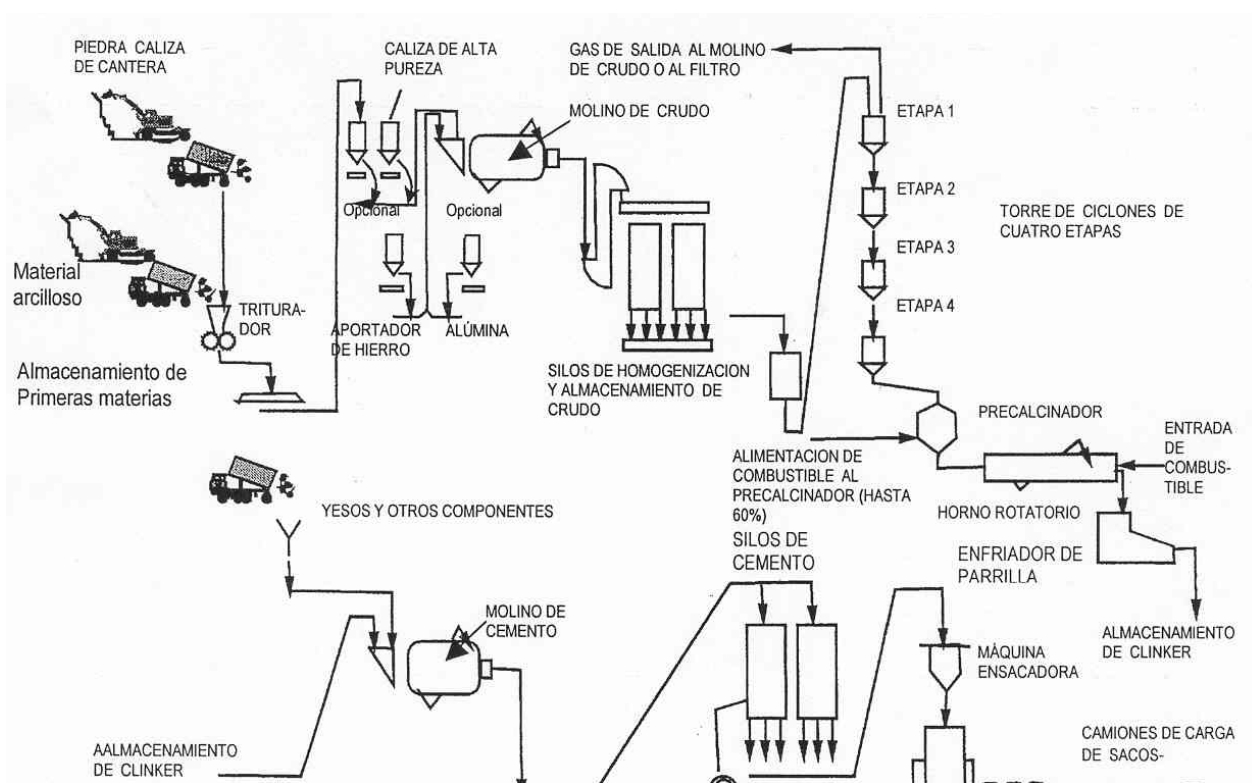 PIEDRA CALIZA
DE CANTERA
CALIZA DE ALTA
PUREZA
GAS DE SALIDA AL MOLINO
DE CRUDO O AL FILTRO
MOLINO DE CRUDO
ETAPA 1
ETAPA 2
ETAPA 3
ETAPA 4
TORRE DE CICLONES DE
CUATRO ETAPAS
Opcional
Opcional
Material
arcilloso
TRITURA-
DOR
APORTADOR
DE HIERRO
ALÚMINA
Almacenamiento de
Primeras materias
SILOS DE HOMOGENIZACION
Y ALMACENAMIENTO DE
CRUDO
PRECALCINADOR
ENTRADA
DE
COMBUS-
TIBLE
ALIMENTACION DE
COMBUSTIBLE AL
PRECALCINADOR (HASTA
60%)
HORNO ROTATORIO
ENFRIADOR DE
PARRILLA
ALMACENAMIENTO
DE CLINKER
YESOS Y OTROS COMPONENTES
SILOS DE
CEMENTO
MOLINO DE
CEMENTO
MÁQUINA
ENSACADORA
AALMACENAMIENTO
DE CLINKER
CAMIONES DE CARGA
DE SACOS-